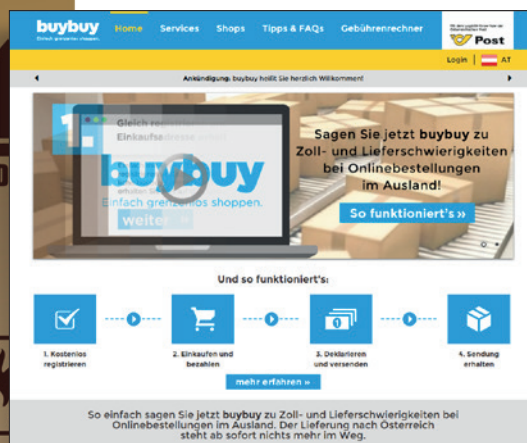 buybuy
Einfach grenzenlos shoppen.
Home Services Shops Tipps & FAQs Gebührenrechner
Post
Login | AT
Ankündigung: buybuy heißt Sie herzlich Willkommen!
1.
Gleich
Einkaufsadresse
buybuy
erhalten Sie
Einfach grenzenlos shoppen.
weiter »
Sagen Sie jetzt buybuy zu
Zoll- und Lieferschwierigkeiten
bei Onlinebestellungen
im Ausland!
So funktioniert's »
Und so funktioniert's:
1. Kostenlos
registrieren
2. Einkaufen und
bezahlen
3. Deklarieren
und versenden
4. Sendung
erhalten
mehr erfahren »
So einfach sagen Sie jetzt buybuy zu Zoll- und Lieferschwierigkeiten bei
Onlinebestellungen im Ausland. Der Lieferung nach Österreich
steht ab sofort nichts mehr im Weg.